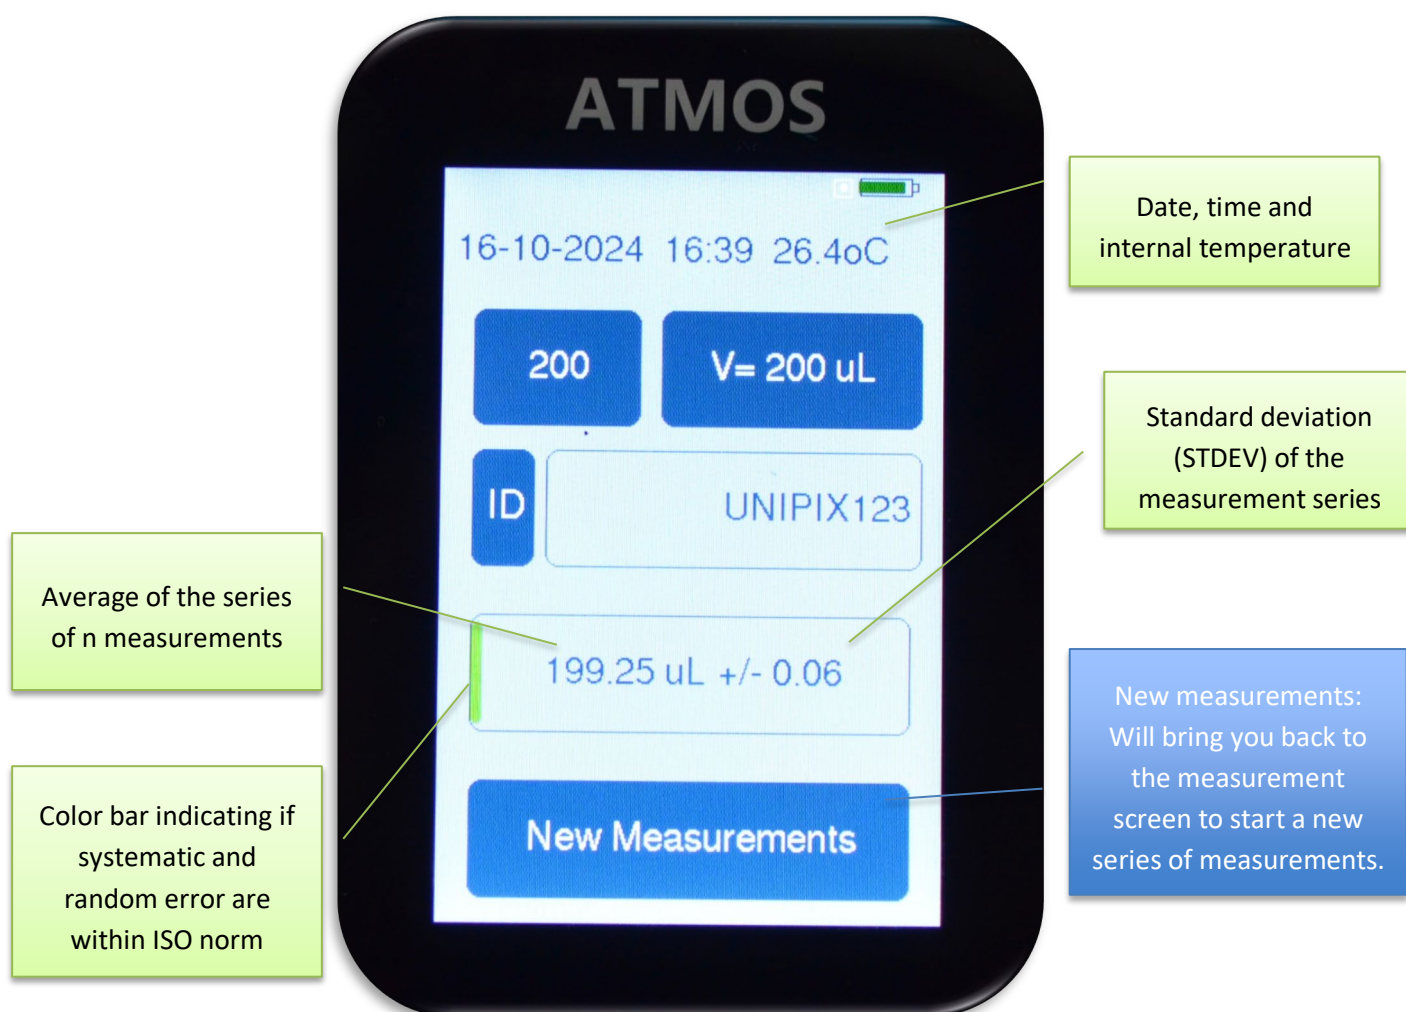 ATMOS
16-10-2024 16:39 26.4oC
200
V= 200 uL
ID
UNIPIX123
199.25 uL +/- 0.06
New Measurements
Date, time and
internal temperature
Standard deviation
(STDEV) of the
measurement series
New measurements:
Will bring you back to
the measurement
screen to start a new
series of measurements.
Average of the series
of n measurements
Color bar indicating if
systematic and
random error are
within ISO norm